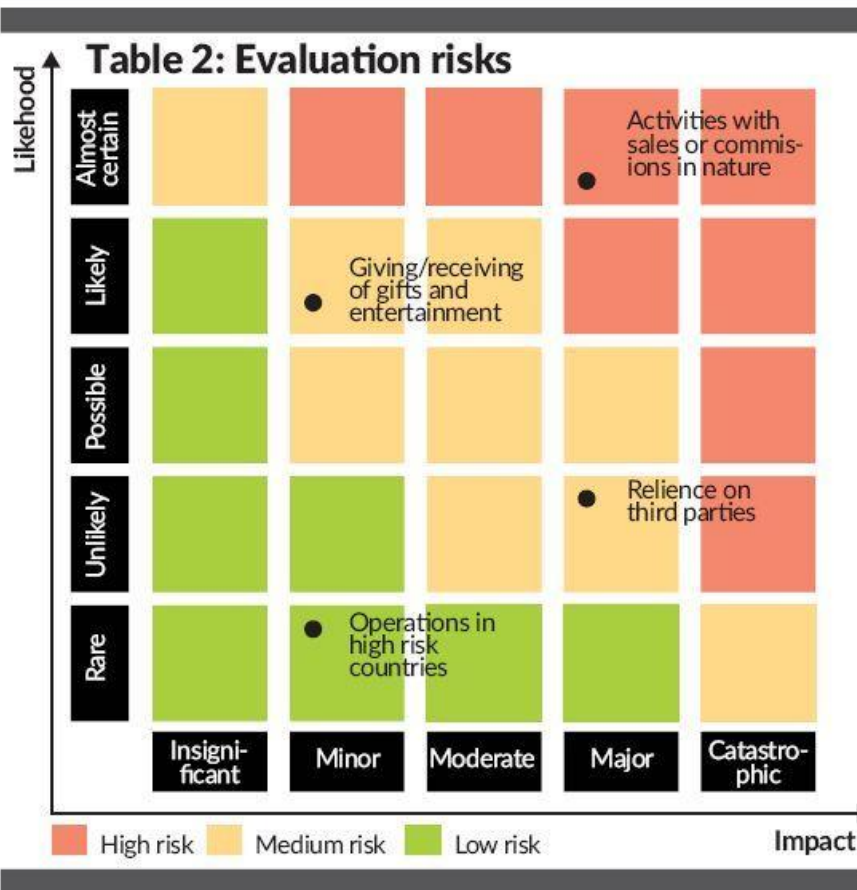 Table 2: Evaluation risks
Likehood
Almost
certain
Activities with
sales or commis-
ions in nature
Likely
Giving/receiving
of gifts and
entertainment
Possible
Unlikely
Relience on
third parties
Rare
Operations in
high risk
countries
Insigni-
ficant
Minor
Moderate
Major
Catastro-
phic
High risk
Medium risk
Low risk
Impact